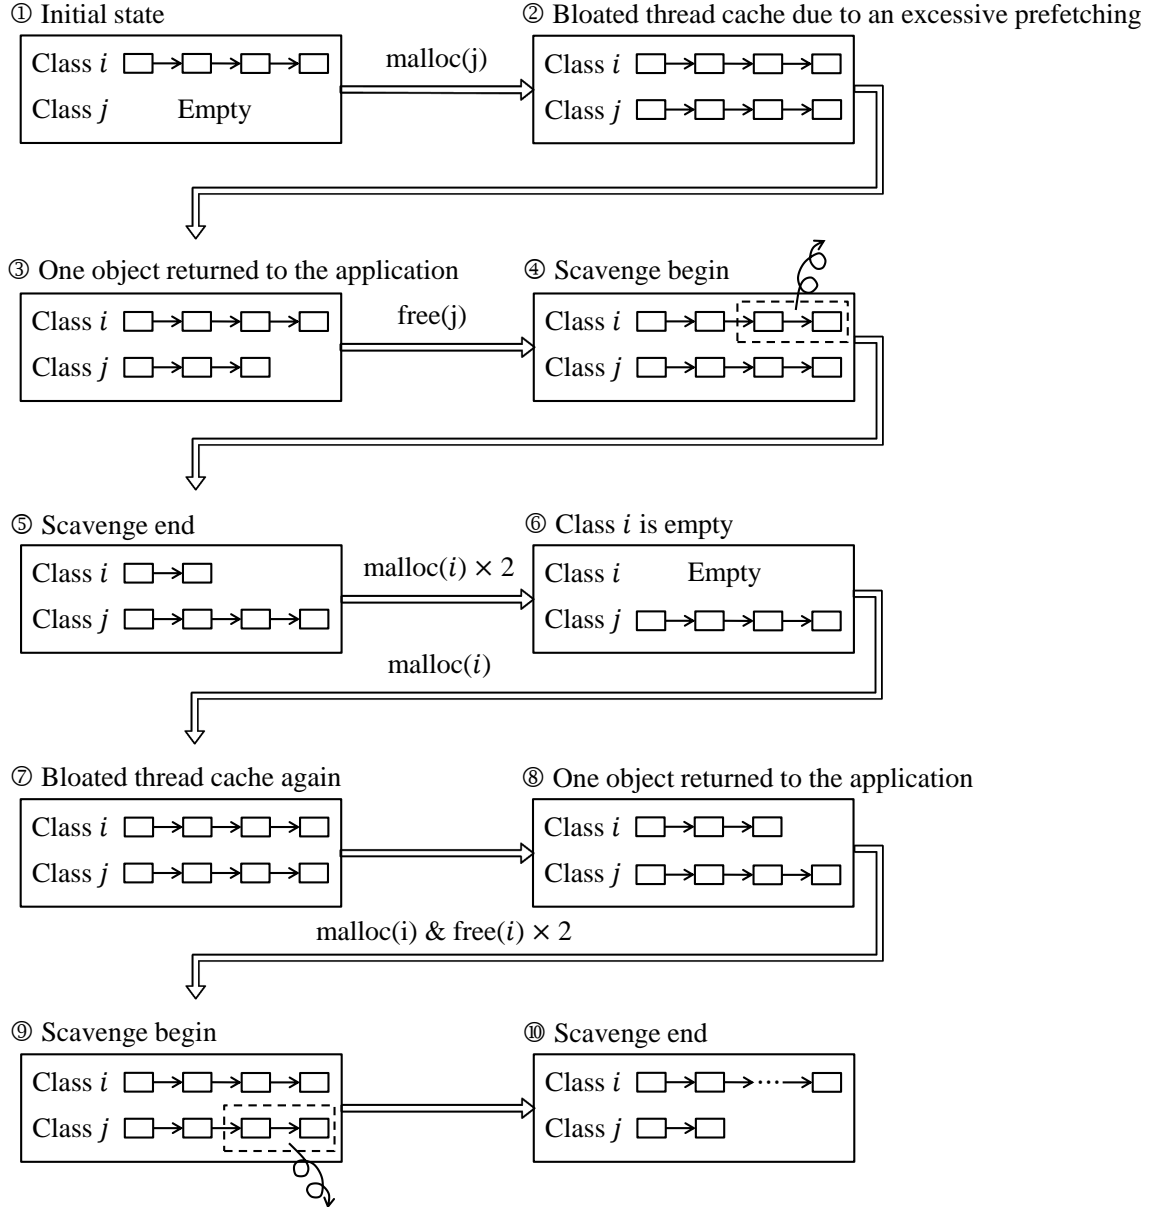 ① Initial state
Class i
Class j Empty
malloc(j)
② Bloated thread cache due to an excessive prefetching
Class i
Class j
③ One object returned to the application
Class i
Class j
free(j)
④ Scavenge begin
Class i
Class j
⑤ Scavenge end
Class i
Class j
malloc(i) × 2
⑥ Class i is empty
Class i Empty
Class j
malloc(i)
⑦ Bloated thread cache again
Class i
Class j
⑧ One object returned to the application
Class i
Class j
malloc(i) & free(i) × 2
⑨ Scavenge begin
Class i
Class j
⑩ Scavenge end
Class i ···
Class j